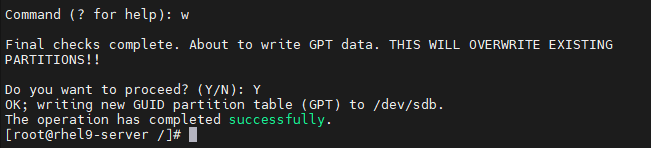 Command (? for help): w
Final checks complete. About to write GPT data. THIS WILL OVERWRITE EXISTING
PARTITIONS!!
Do you want to proceed? (Y/N): Y
OK; writing new GUID partition table (GPT) to /dev/sdb.
The operation has completed successfully.
[root@rhel9-server /]#